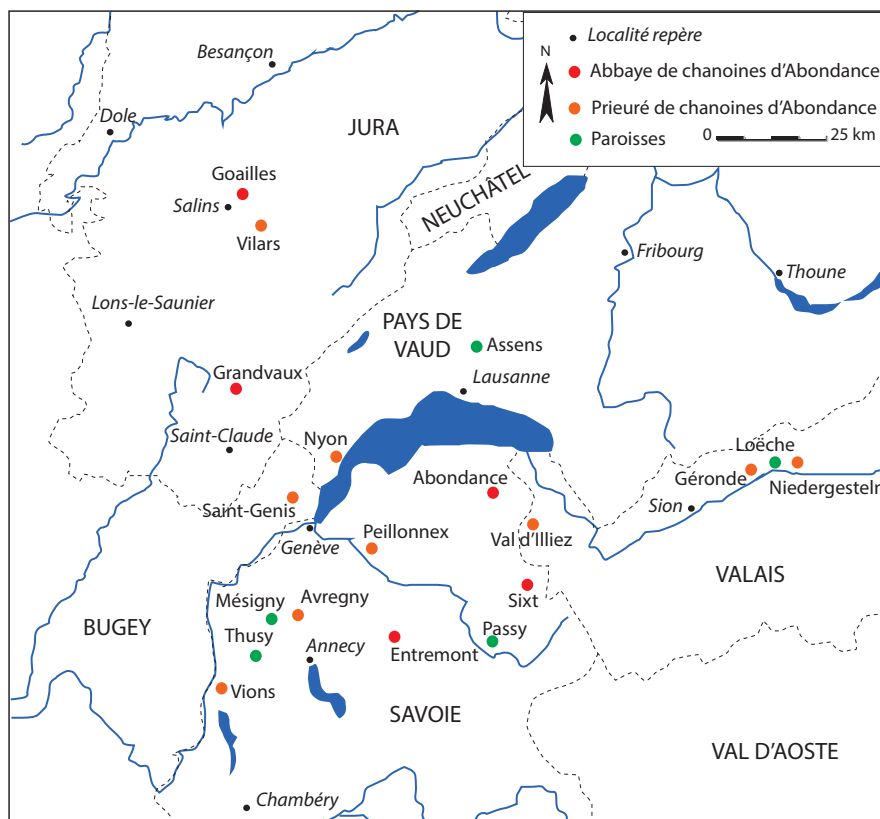 Localité repère
N
Abbaye de chanoines d'Abondance
Prieuré de chanoines d'Abondance
Paroisses
0 25 km
Besançon
Dole
JURA
Goailles
Salins
Vilars
NEUCHÂTEL
Fribourg
Thoune
Lons-le-Saunier
PAYS DE
VAUD
Assens
Lausanne
Grandvaux
Saint-Claude
Nyon
Abondance
Loëche
Géronde
Niedergesteln
Saint-Genis
Sion
Genève
Peillonnex
Val d'Illiez
VALAIS
Sixt
Mésigny
Avregny
BUGEY
Thusy
Annecy
Entremont
Passy
Vions
SAVOIE
VAL D'AOSTE
Chambéry